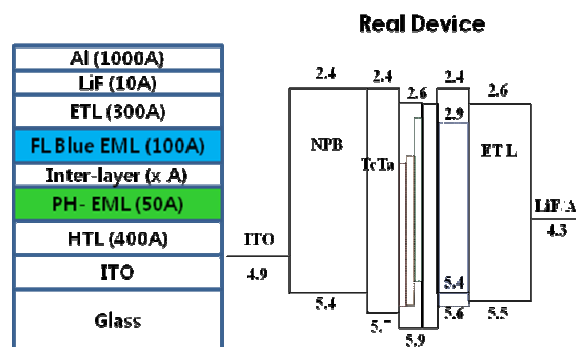 Real Device
Al (1000A)
LiF (10A)
ETL (300A)
FL Blue EML (100A)
Inter-layer (x A)
PH- EML (50A)
HTL (400A)
ITO
Glass
2.4
2.4
2.6
2.4
2.6
2.9
NPB
TcTa
ETL
LiF/A
4.3
ITO
4.9
5.4
5.9
5.4
5.6
5.5